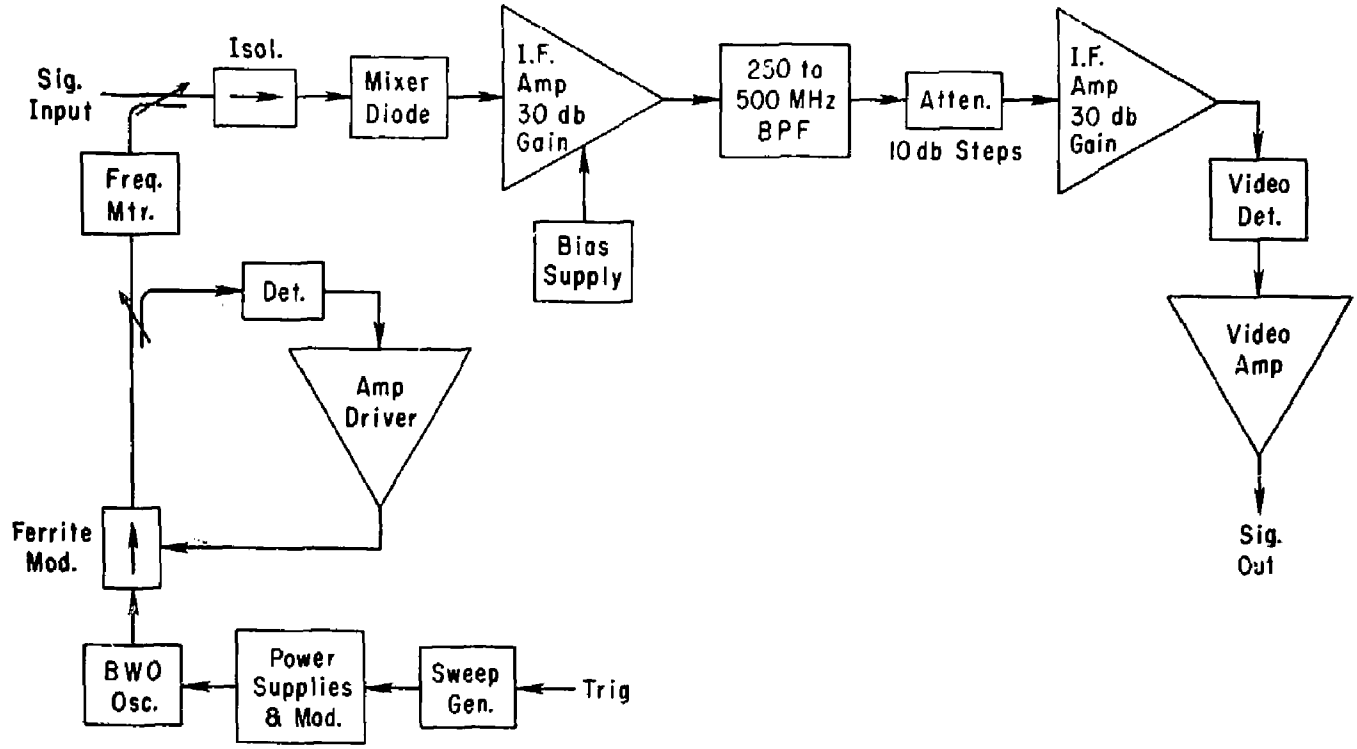 Sig.
Input
Isol.
Mixer
Diode
I.F.
Amp
30 db
Gain
250 to
500 MHz
BPF
Atten.
10 db Steps
I.F.
Amp
30 db
Gain
Freq.
Mtr.
Bias
Supply
Video
Det.
Det.
Amp
Driver
Video
Amp
Ferrite
Mod.
Sig.
Out
BWO
Osc.
Power
Supplies
& Mod.
Sweep
Gen.
Trig